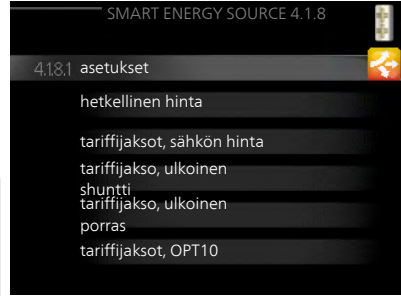 SMART ENERGY SOURCE 4.1.8
4.1.8.1 asetukset
hetkellinen hinta
tariffijaksot, sähkön hinta
tariffijakso, ulkoinen
shuntti
tariffijakso, ulkoinen
porras
tariffijaksot, OPT10